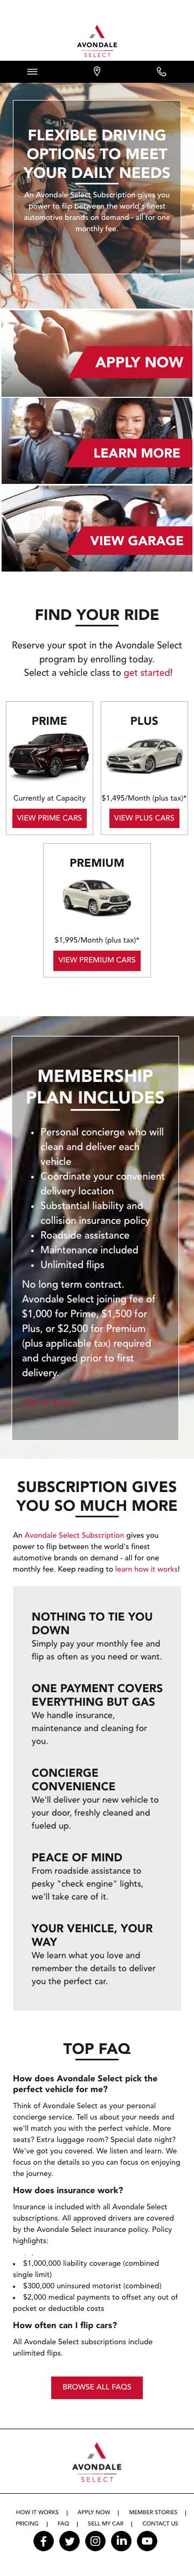 AVONDALE
SELECT
FLEXIBLE DRIVING
OPTIONS TO MEET
YOUR DAILY NEEDS
An Avondale Select Subscription gives you
power to flip between the world's finest
automotive brands on demand - all for one
monthly fee.
APPLY NOW
LEARN MORE
VIEW GARAGE
FIND YOUR RIDE
Reserve your spot in the Avondale Select
program by enrolling today.
Select a vehicle class to get started!
PRIME
Currently at Capacity
VIEW PRIME CARS
PLUS
$1,495/Month (plus tax)*
VIEW PLUS CARS
PREMIUM
$1,995/Month (plus tax)*
VIEW PREMIUM CARS
MEMBERSHIP
PLAN INCLUDES
• Personal concierge who will
clean and deliver each
vehicle
• Coordinate your convenient
delivery location
• Substantial liability and
collision insurance policy
• Roadside assistance
• Maintenance included
• Unlimited flips
No long term contract.
Avondale Select joining fee of
$1,000 for Prime, $1,500 for
Plus, or $2,500 for Premium
(plus applicable tax) required
and charged prior to first
delivery.
SUBSCRIPTION GIVES
YOU SO MUCH MORE
An Avondale Select Subscription gives you
power to flip between the world's finest
automotive brands on demand - all for one
monthly fee. Keep reading to learn how it works!
NOTHING TO TIE YOU
DOWN
Simply pay your monthly fee and
flip as often as you need or want.
ONE PAYMENT COVERS
EVERYTHING BUT GAS
We handle insurance,
maintenance and cleaning for
you.
CONCIERGE
CONVENIENCE
We'll deliver your new vehicle to
your door, freshly cleaned and
fueled up.
PEACE OF MIND
From roadside assistance to
pesky "check engine" lights,
we'll take care of it.
YOUR VEHICLE, YOUR
WAY
We learn what you love and
remember the details to deliver
you the perfect car.
TOP FAQ
How does Avondale Select pick the
perfect vehicle for me?
Think of Avondale Select as your personal
concierge service. Tell us about your needs and
we'll match you with the perfect vehicle. More
seats? Extra luggage room? Special date night?
We've got you covered. We listen and learn. We
focus on the details so you can focus on enjoying
the journey.
How does insurance work?
Insurance is included with all Avondale Select
subscriptions. All approved drivers are covered
by the Avondale Select insurance policy. Policy
highlights:
• $1,000,000 liability coverage (combined
single limit)
• $300,000 uninsured motorist (combined)
• $2,000 medical payments to offset any out of
pocket or deductible costs
How often can I flip cars?
All Avondale Select subscriptions include
unlimited flips.
BROWSE ALL FAQS
AVONDALE
SELECT
HOW IT WORKS | APPLY NOW | MEMBER STORIES |
PRICING | FAQ | SELL MY CAR | CONTACT US